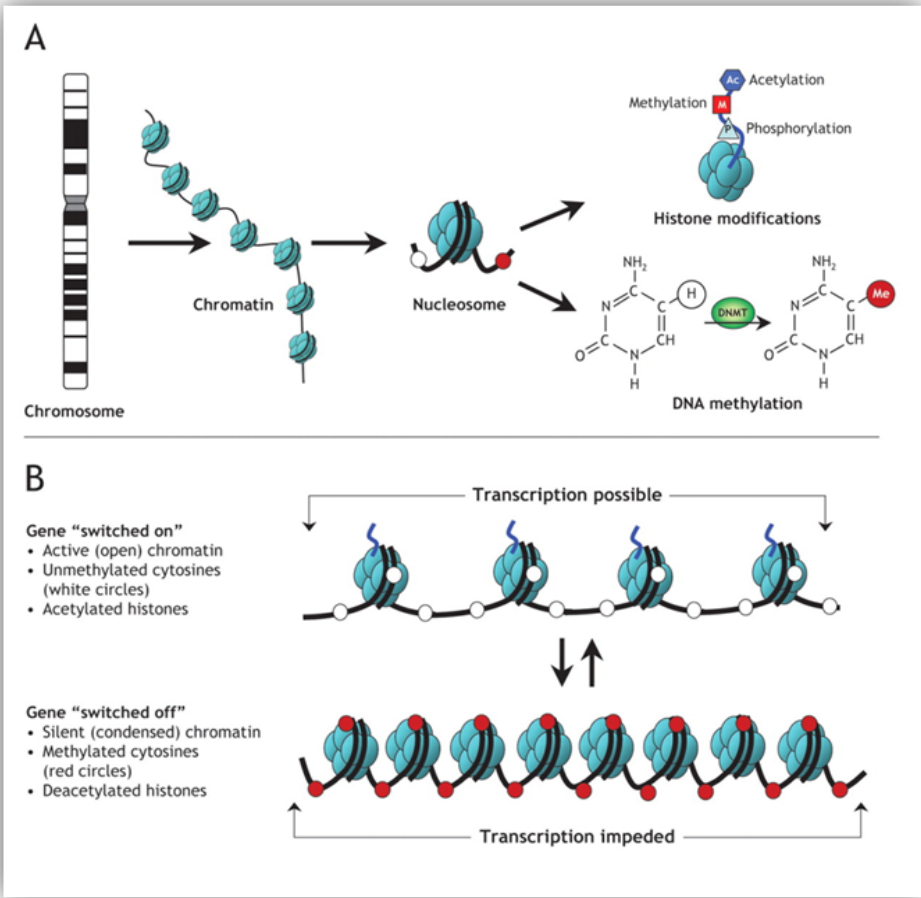 A
Ac Acetylation
Methylation M
P Phosphorylation
Histone modifications
Chromatin
Nucleosome
Chromosome
NH2
C
H
N
C
C
CH
O
N
H
DNMT
NH2
C
Me
N
C
C
CH
O
N
H
DNA methylation
B
Transcription possible
Gene “switched on”
• Active (open) chromatin
• Unmethylated cytosines
(white circles)
• Acetylated histones
Gene “switched off”
• Silent (condensed) chromatin
• Methylated cytosines
(red circles)
• Deacetylated histones
Transcription impeded